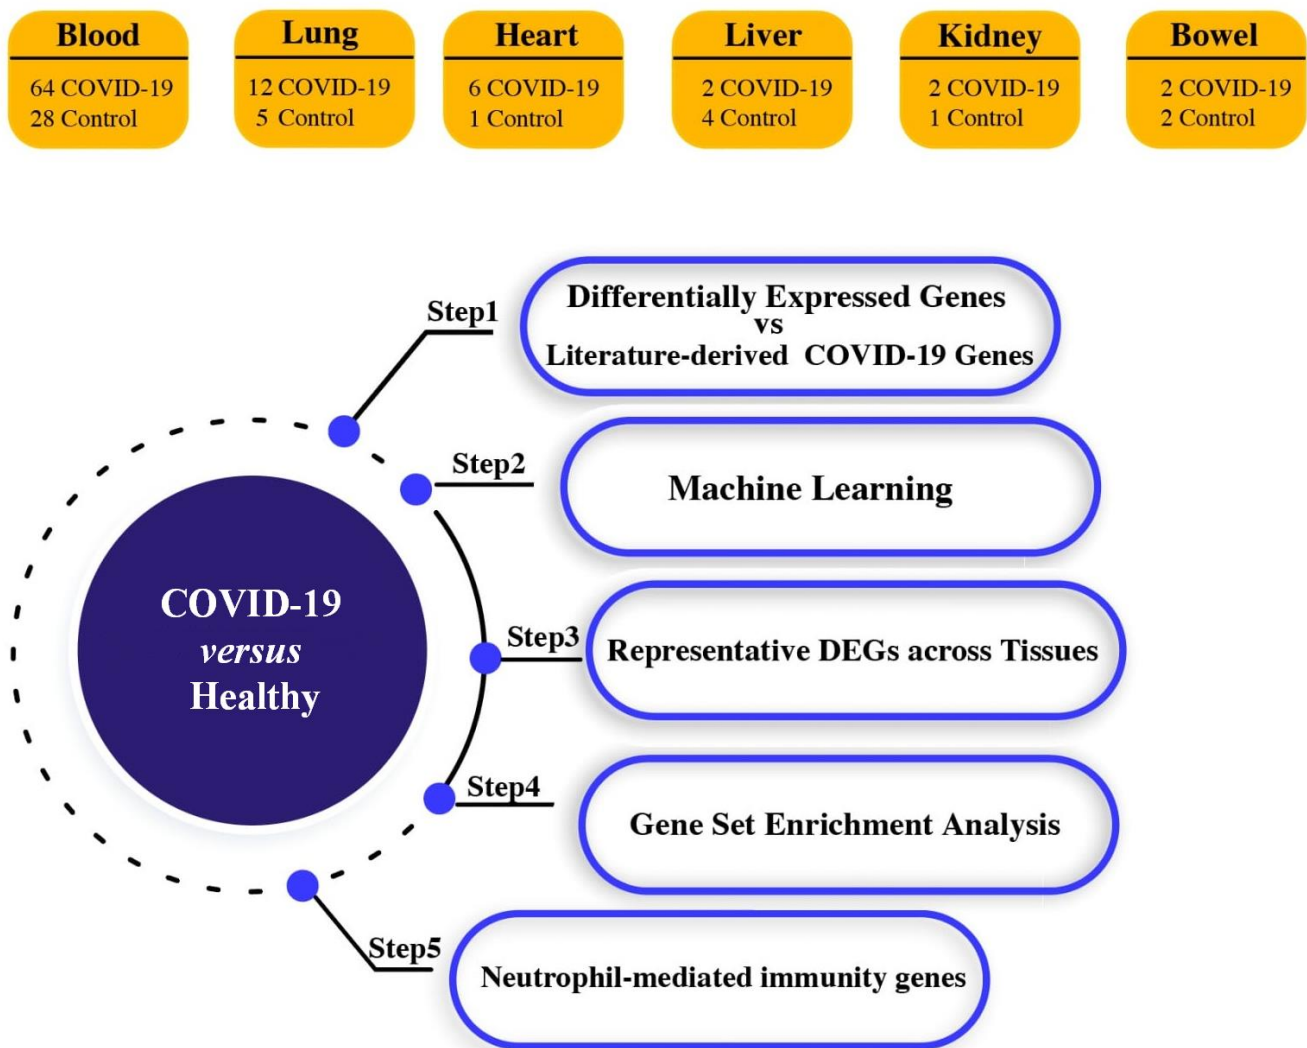 Blood
64 COVID-19
28 Control
Lung
12 COVID-19
5 Control
Heart
6 COVID-19
1 Control
Liver
2 COVID-19
4 Control
Kidney
2 COVID-19
1 Control
Bowel
2 COVID-19
2 Control
Step1
Differentially Expressed Genes
vs
Literature-derived COVID-19 Genes
Step2
Machine Learning
COVID-19
versus
Healthy
Step3
Representative DEGs across Tissues
Step4
Gene Set Enrichment Analysis
Step5
Neutrophil-mediated immunity genes